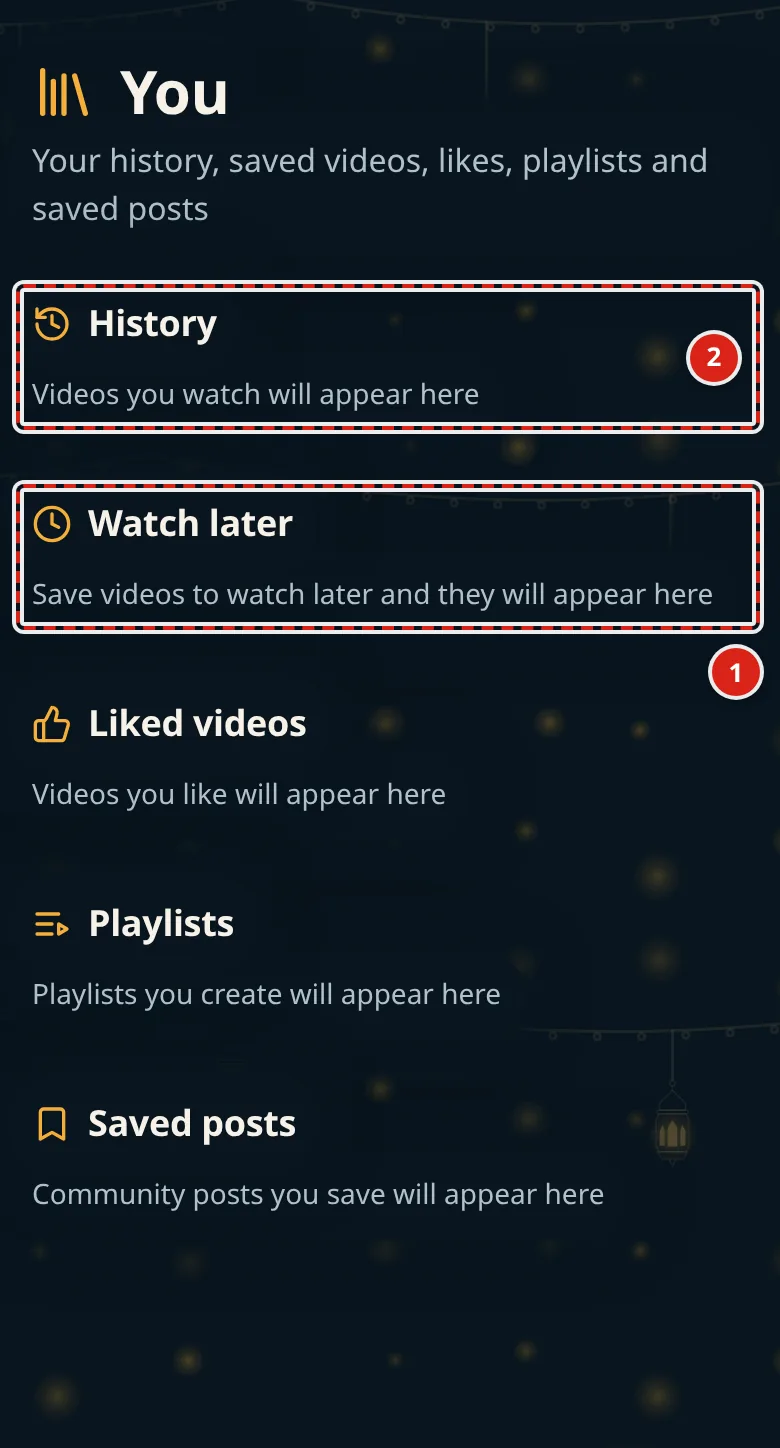 You
Your history, saved videos, likes, playlists and
saved posts
History
2
Videos you watch will appear here
Watch later
Save videos to watch later and they will appear here
1
Liked videos
Videos you like will appear here
Playlists
Playlists you create will appear here
Saved posts
Community posts you save will appear here